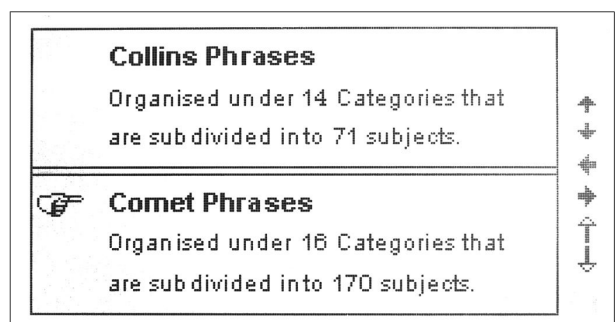 Collins Phrases
Organised under 14 Categories that
are subdivided into 71 subjects.
Comet Phrases
Organised under 16 Categories that
are subdivided into 170 subjects.